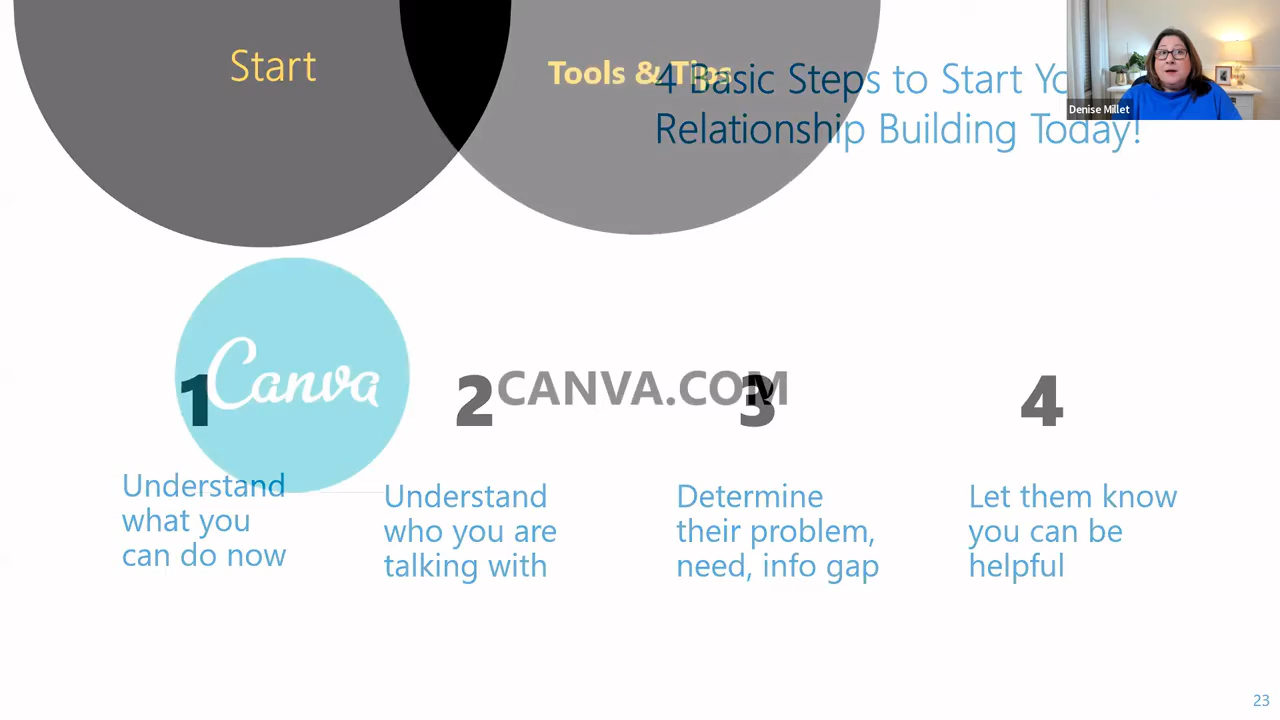 Start
Tools & Tips
4 Basic Steps to Start Yo
Relationship Building Today!
Denise Millet
Canva
CANVA.COM
1
2
3
4
Understand
what you
can do now
Understand
who you are
talking with
Determine
their problem,
need, info gap
Let them know
you can be
helpful
23